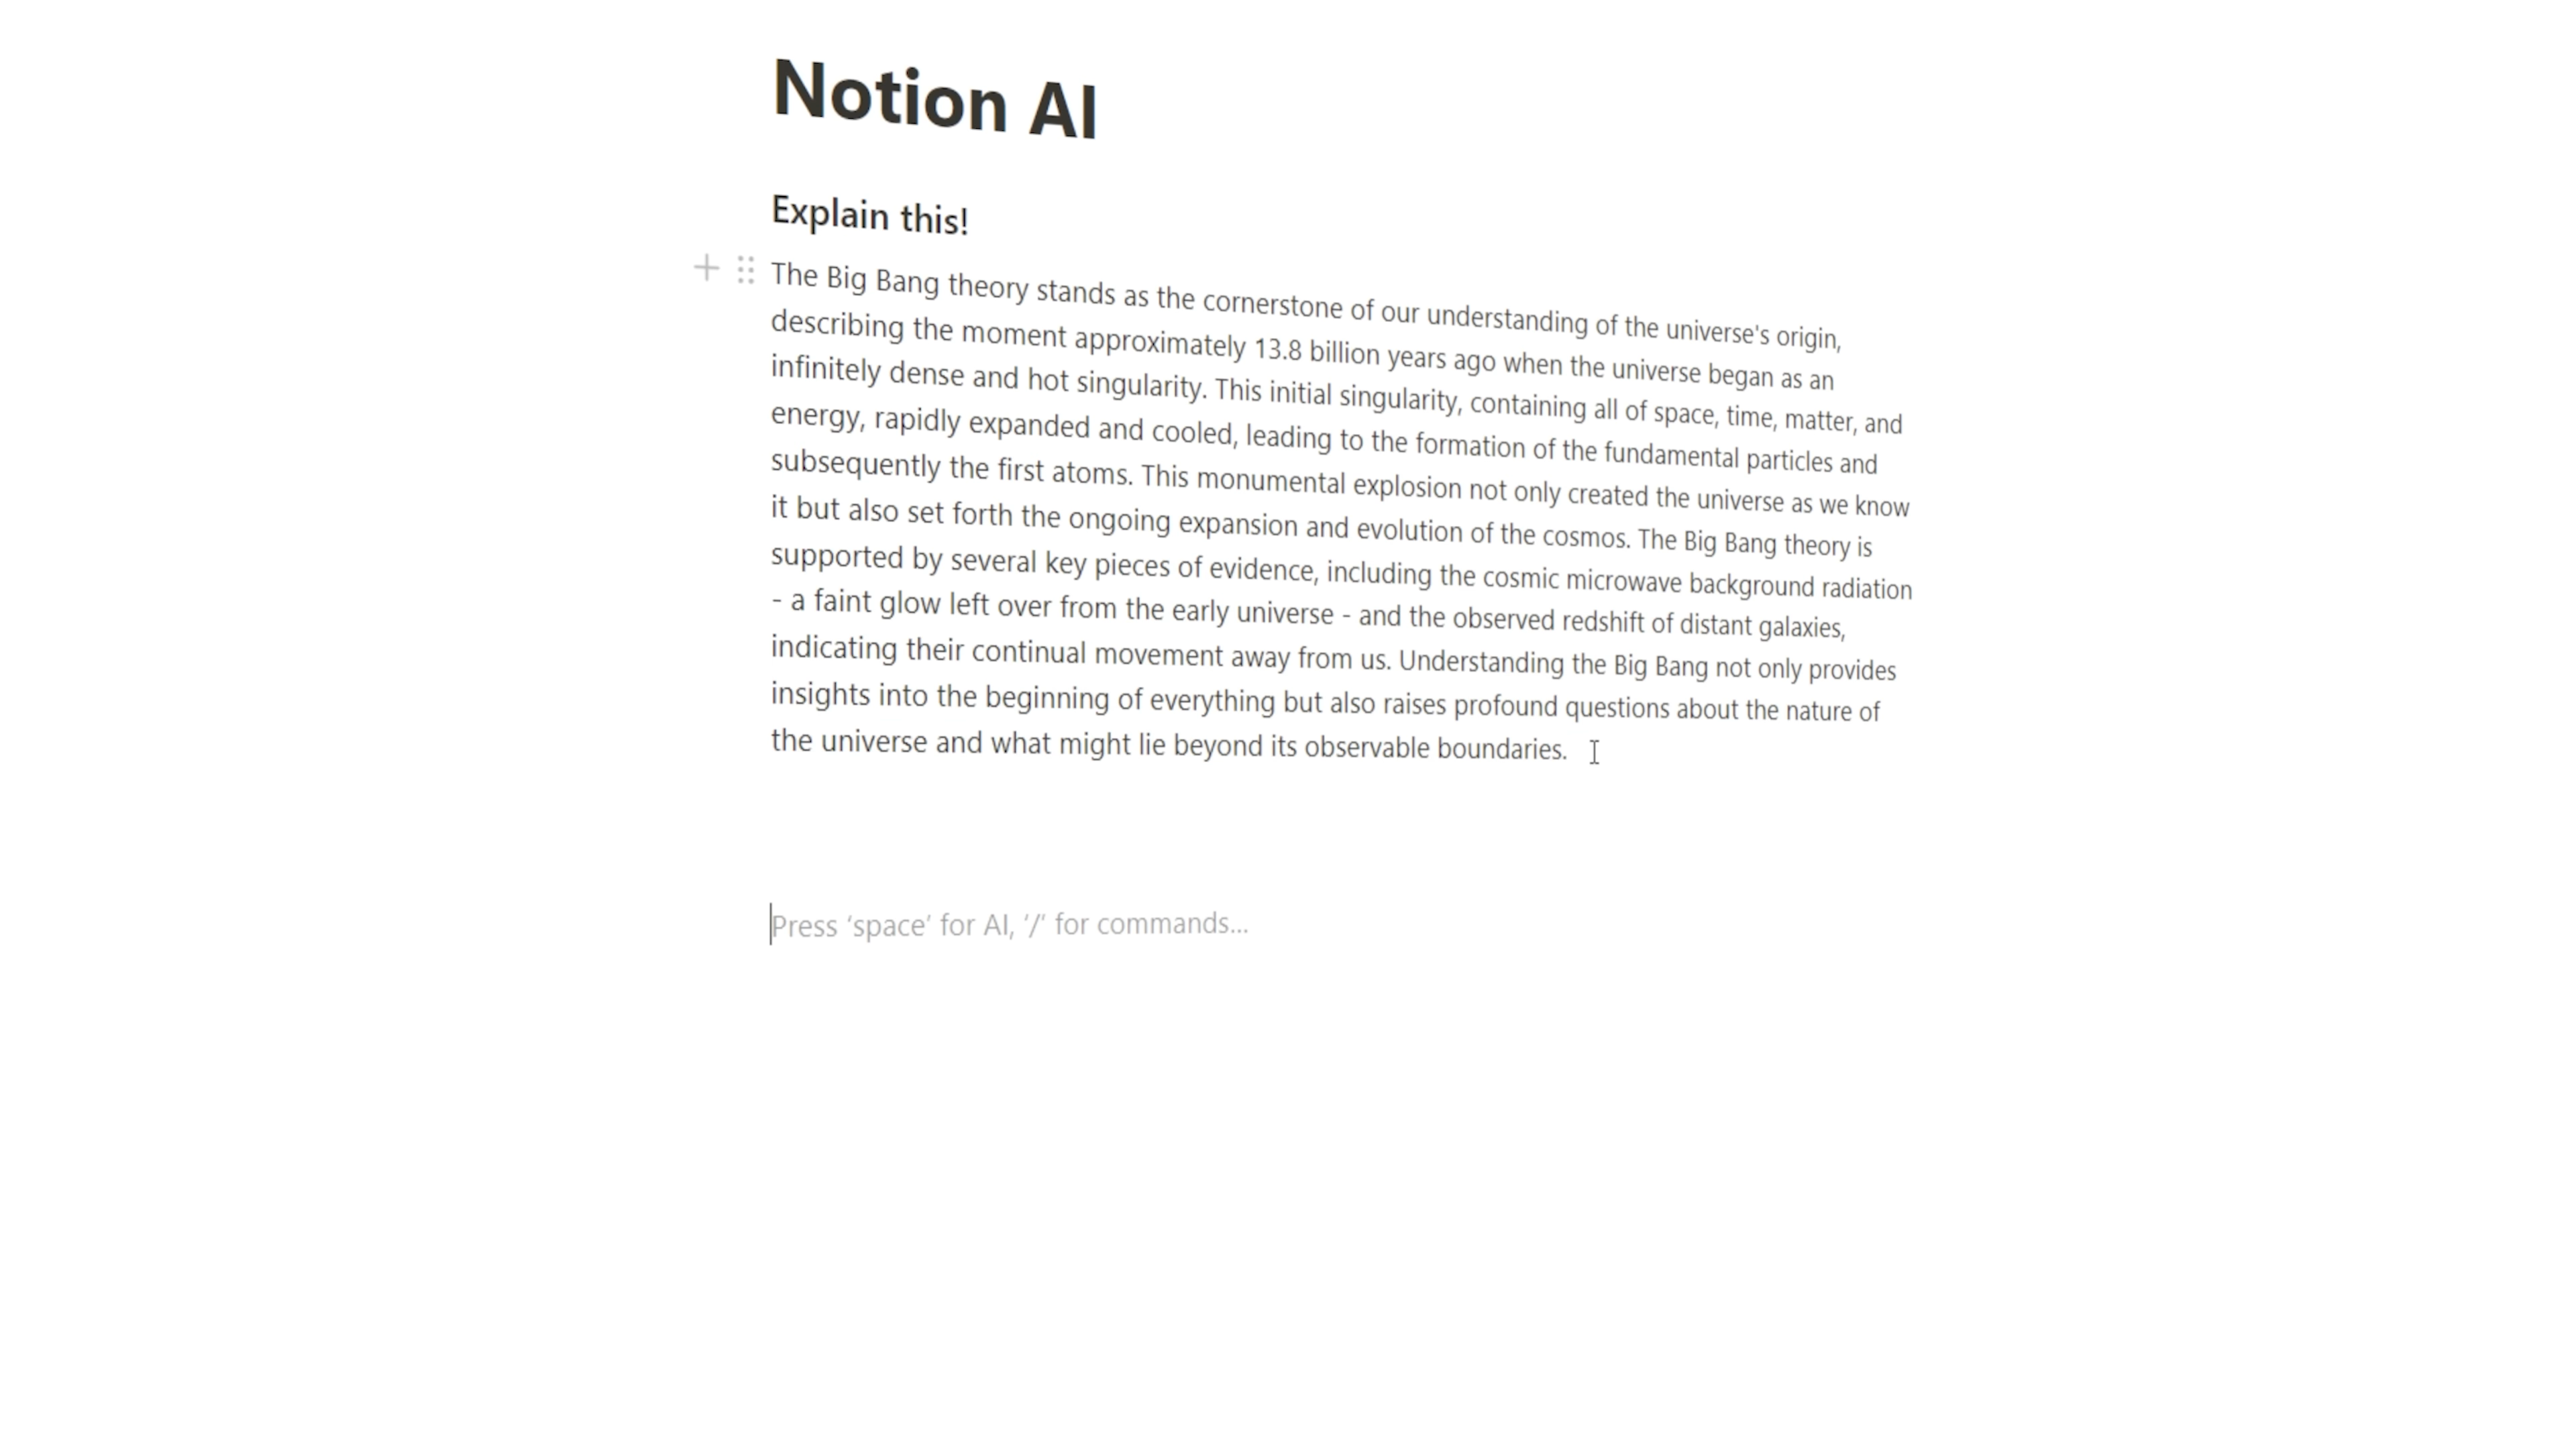 Notion AI
Explain this!
The Big Bang theory stands as the cornerstone of our understanding of the universe's origin,
describing the moment approximately 13.8 billion years ago when the universe began as an
infinitely dense and hot singularity. This initial singularity, containing all of space, time, matter, and
energy, rapidly expanded and cooled, leading to the formation of the fundamental particles and
subsequently the first atoms. This monumental explosion not only created the universe as we know
it but also set forth the ongoing expansion and evolution of the cosmos. The Big Bang theory is
supported by several key pieces of evidence, including the cosmic microwave background radiation
- a faint glow left over from the early universe - and the observed redshift of distant galaxies,
indicating their continual movement away from us. Understanding the Big Bang not only provides
insights into the beginning of everything but also raises profound questions about the nature of
the universe and what might lie beyond its observable boundaries.
Press ‘space’ for AI, ‘/’ for commands...